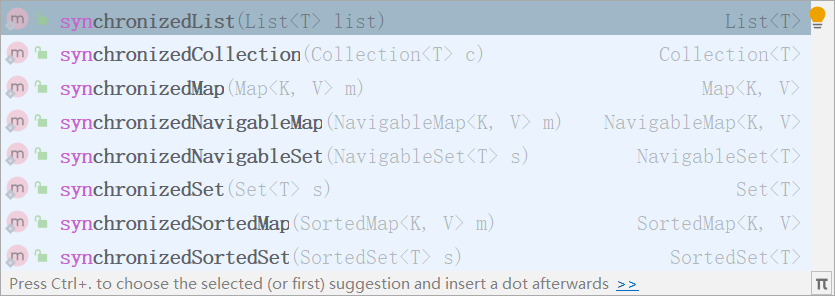 synchronizedList(List<T> list) List<T>
synchronizedCollection(Collection<T> c) Collection<T>
synchronizedMap(Map<K, V> m) Map<K, V>
synchronizedNavigableMap(NavigableMap<K, V> m) NavigableMap<K, V>
synchronizedNavigableSet(NavigableSet<T> s) NavigableSet<T>
synchronizedSet(Set<T> s) Set<T>
synchronizedSortedMap(SortedMap<K, V> m) SortedMap<K, V>
synchronizedSortedSet(SortedSet<T> s) SortedSet<T>
Press Ctrl+. to choose the selected (or first) suggestion and insert a dot afterwards >> π